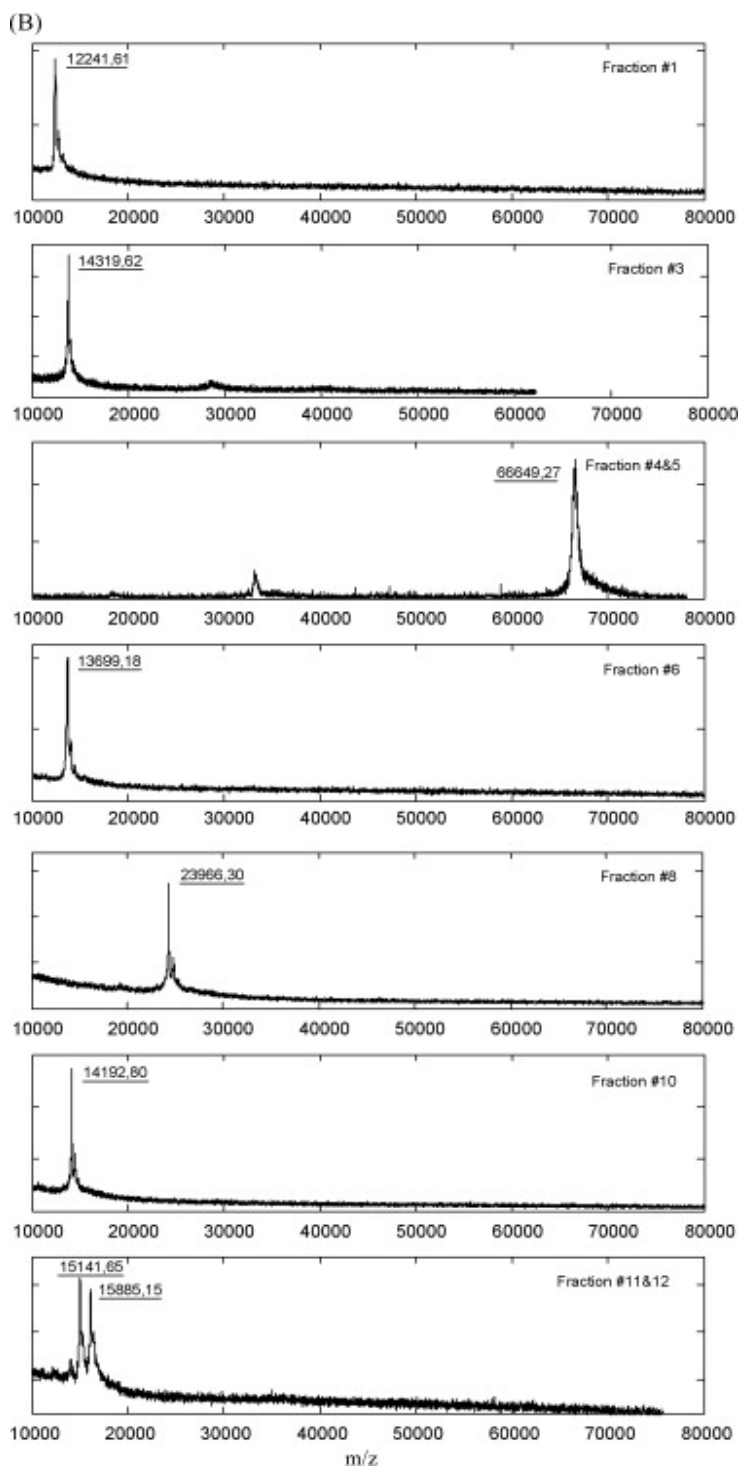 (B)
12241,61
Fraction #1
10000 20000 30000 40000 50000 60000 70000 80000
14319,62
Fraction #3
10000 20000 30000 40000 50000 60000 70000 80000
66649,27
Fraction #4&5
10000 20000 30000 40000 50000 60000 70000 80000
13699,18
Fraction #6
10000 20000 30000 40000 50000 60000 70000 80000
23966,30
Fraction #8
10000 20000 30000 40000 50000 60000 70000 80000
14192,80
Fraction #10
10000 20000 30000 40000 50000 60000 70000 80000
15141,65
15885,15
Fraction #11&12
10000 20000 30000 40000 50000 60000 70000 80000
m/z